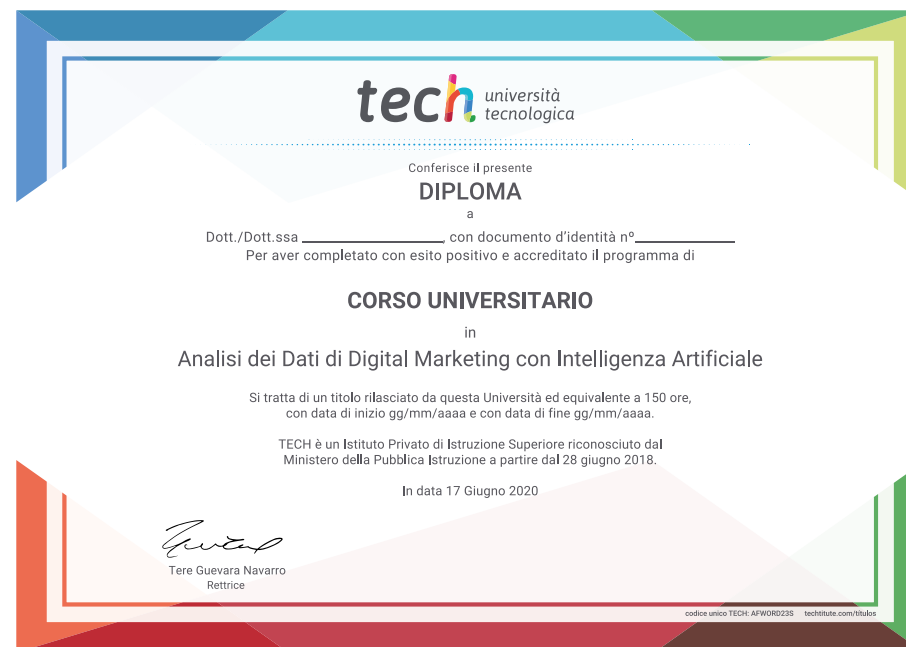 tech università
tecnologica
Conferisce il presente
DIPLOMA
a
Dott./Dott.ssa ____________________, con documento d'identità nº______________
Per aver completato con esito positivo e accreditato il programma di
CORSO UNIVERSITARIO
in
Analisi dei Dati di Digital Marketing con Intelligenza Artificiale
Si tratta di un titolo rilasciato da questa Università ed equivalente a 150 ore,
con data di inizio gg/mm/aaaa e con data di fine gg/mm/aaaa.
TECH è un Istituto Privato di Istruzione Superiore riconosciuto dal
Ministero della Pubblica Istruzione a partire dal 28 giugno 2018.
In data 17 Giugno 2020
Tere Guevara Navarro
Rettrice
codice unico TECH: AFWORD23S techtitute.com/títulos